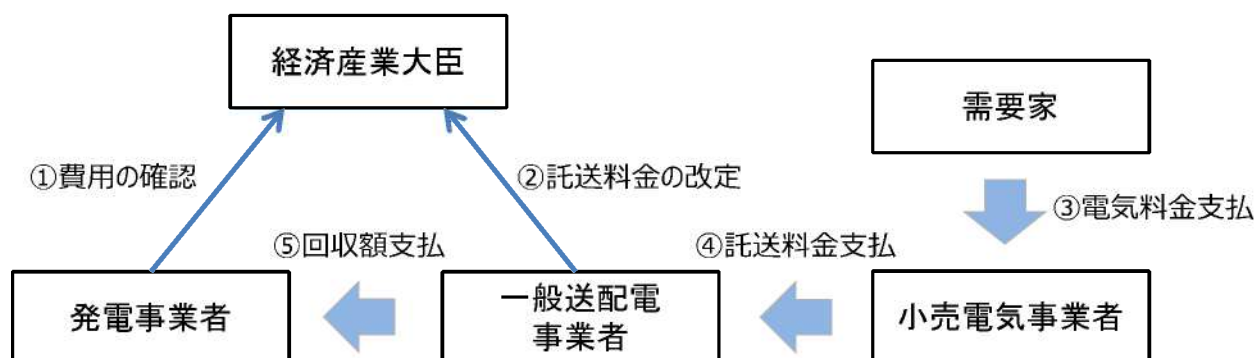 経済産業大臣
需要家
①費用の確認
②託送料金の改定
③電気料金支払
⑤回収額支払
④託送料金支払
発電事業者
一般送配電
事業者
小売電気事業者